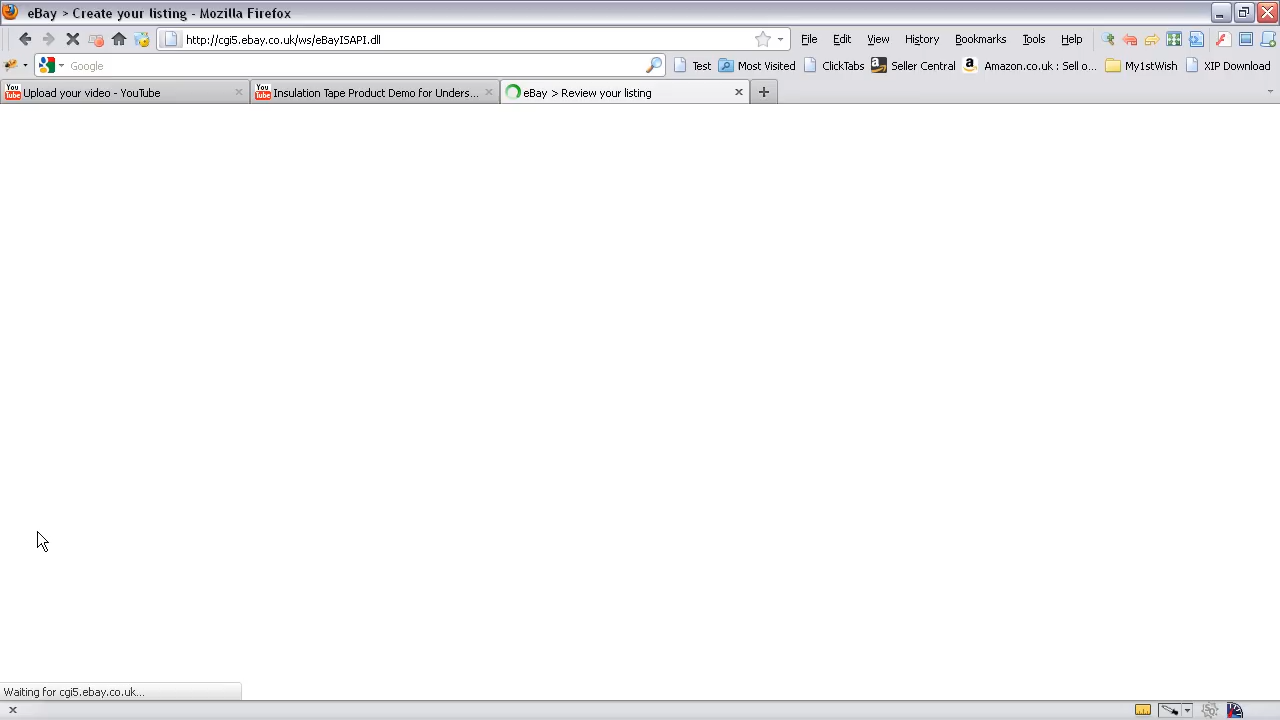 eBay > Create your listing - Mozilla Firefox
http://cgi5.ebay.co.uk/ws/eBayISAPI.dll
File Edit View History Bookmarks Tools Help
Google
Test Most Visited ClickTabs Seller Central Amazon.co.uk : Sell o... My1stWish XIP Download
Upload your video - YouTube
Insulation Tape Product Demo for Unders...
eBay > Review your listing
Waiting for cgi5.ebay.co.uk...